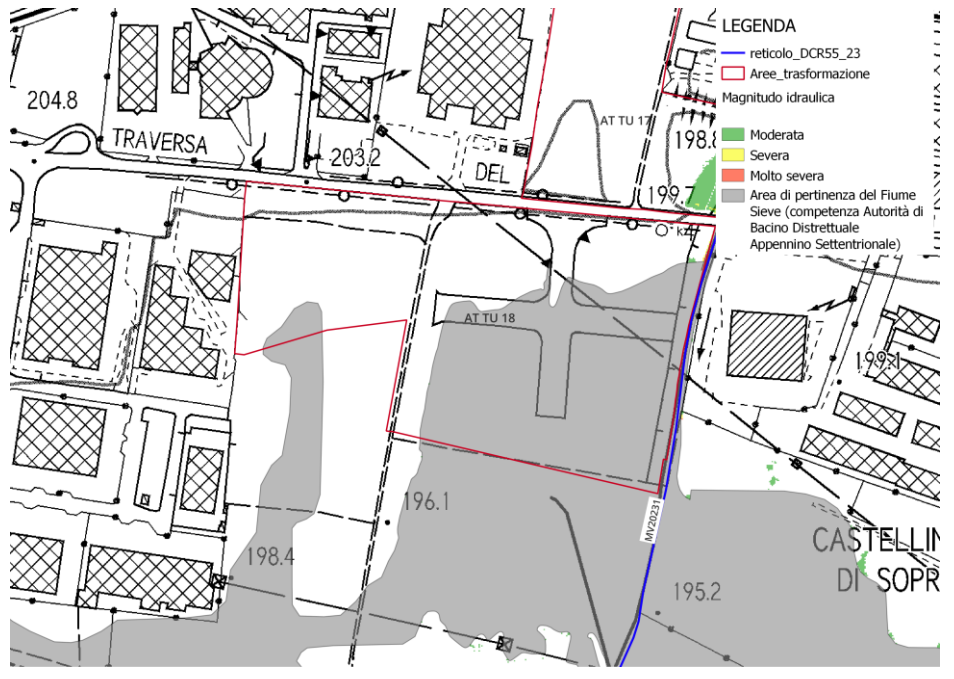 LEGENDA
reticolo_DCR55_23
Aree_trasformazione
Magnitudo idraulica
Moderata
Severa
Molto severa
Area di pertinenza del Fiume
Sieve (competenza Autorità di
Bacino Distrettuale
Appennino Settentrionale)
204.8
TRAVERSA
203.2
DEL
AT TU 17
198.
199.7
AT TU 18
199.1
196.1
198.4
MV20231
195.2
CASTELLIN
DI SOPR